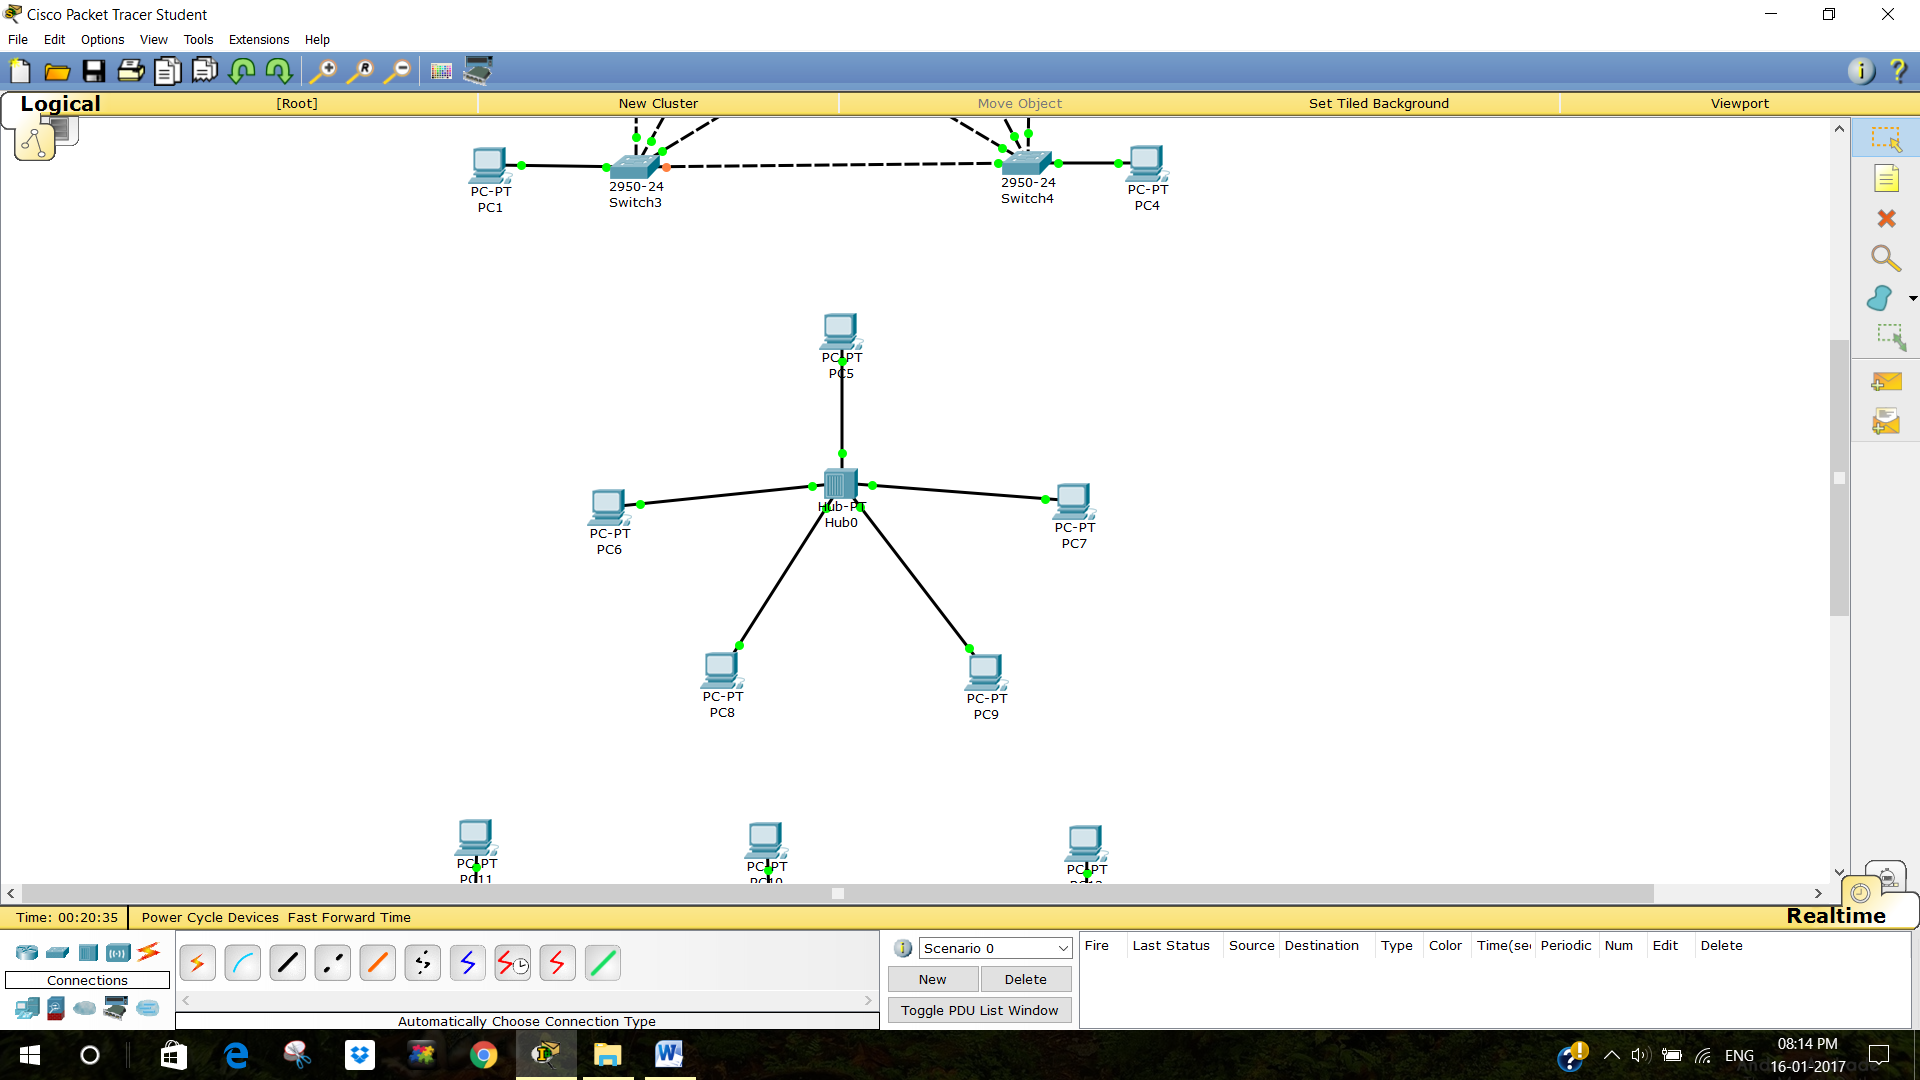 Cisco Packet Tracer Student
File Edit Options View Tools Extensions Help
Logical [Root] New Cluster Move Object Set Tiled Background Viewport
PC-PT
PC1
2950-24
Switch3
2950-24
Switch4
PC-PT
PC4
PC-PT
PC5
Hub-PT
Hub0
PC-PT
PC6
PC-PT
PC7
PC-PT
PC8
PC-PT
PC9
PC-PT
PC11
PC-PT
PC10
PC-PT
Time: 00:20:35 Power Cycle Devices Fast Forward Time Realtime
Connections
Automatically Choose Connection Type
Scenario 0
New Delete
Toggle PDU List Window
Fire Last Status Source Destination Type Color Time(sec Periodic Num Edit Delete
ENG
08:14 PM
16-01-2017